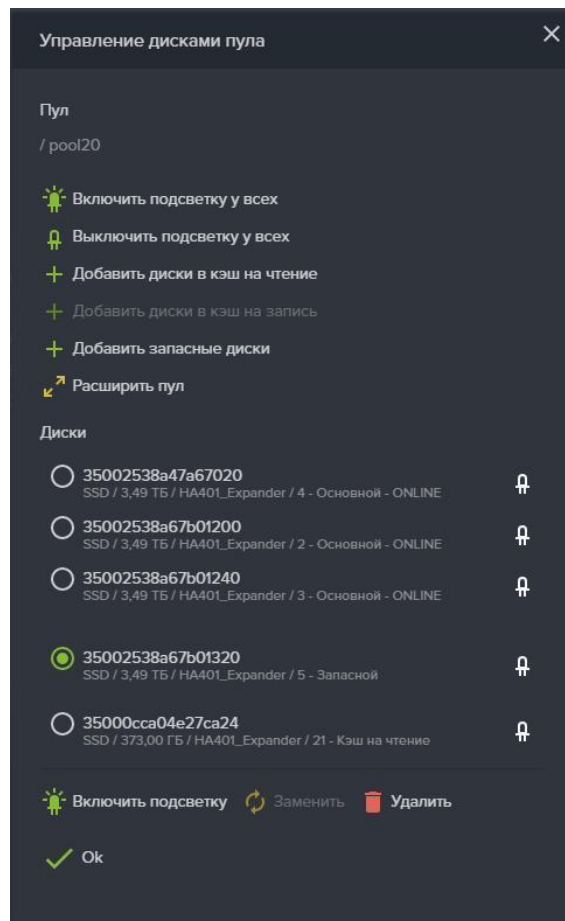 Управление дисками пула
Пул
/ pool20
Включить подсветку у всех
Выключить подсветку у всех
Добавить диски в кэш на чтение
Добавить диски в кэш на запись
Добавить запасные диски
Расширить пул
Диски
35002538a47a67020
SSD / 3,49 ТБ / HA401_Expander / 4 - Основной - ONLINE
35002538a67b01200
SSD / 3,49 ТБ / HA401_Expander / 2 - Основной - ONLINE
35002538a67b01240
SSD / 3,49 ТБ / HA401_Expander / 3 - Основной - ONLINE
35002538a67b01320
SSD / 3,49 ТБ / HA401_Expander / 5 - Запасной
35000cca04e27ca24
SSD / 373,00 ГБ / HA401_Expander / 21 - Кэш на чтение
Включить подсветку Заменить Удалить
Ok